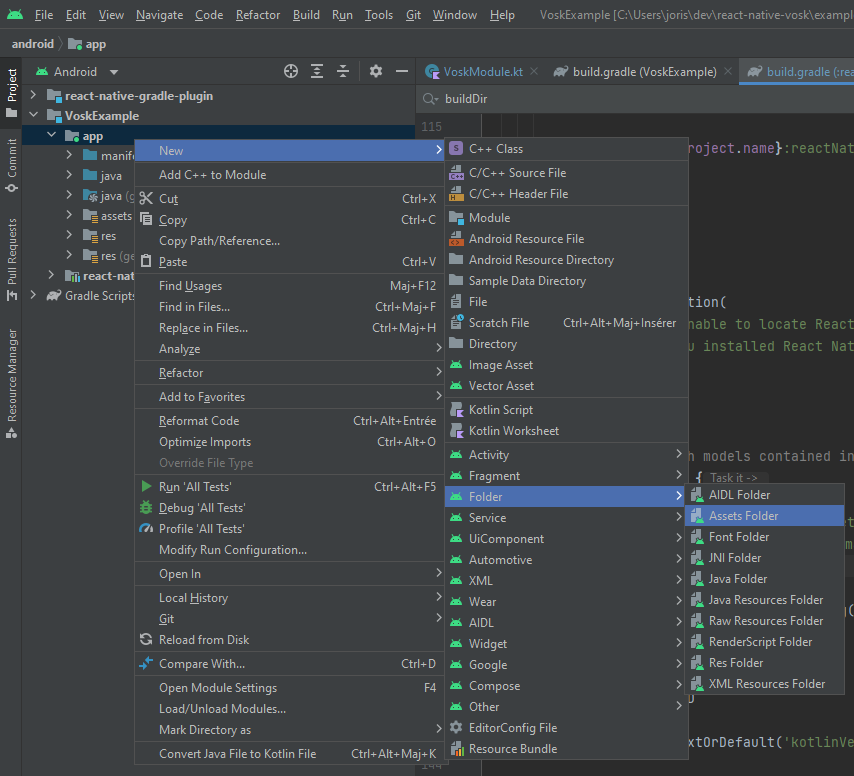 File Edit View Navigate Code Refactor Build Run Tools Git Window Help VoskExample [C:\Users\joris\dev\react-native-vosk\example
android app
Android
VoskModule.kt
build.gradle (VoskExample)
build.gradle (:rea
buildDir
Project
Commit
Pull Requests
Resource Manager
react-native-gradle-plugin
VoskExample
app
manife
java
java (g
assets
res
res (ge
react-nat
Gradle Scripts
New
Add C++ to Module
Cut Ctrl+X
Copy Ctrl+C
Copy Path/Reference...
Paste Ctrl+V
Find Usages Maj+F12
Find in Files... Ctrl+Maj+F
Replace in Files... Ctrl+Maj+H
Analyze
Refactor
Add to Favorites
Reformat Code Ctrl+Alt+Entrée
Optimize Imports Ctrl+Alt+O
Override File Type
Run 'All Tests' Ctrl+Alt+F5
Debug 'All Tests'
Profile 'All Tests'
Modify Run Configuration...
Open In
Local History
Git
Reload from Disk
Compare With... Ctrl+D
Open Module Settings F4
Load/Unload Modules...
Mark Directory as
Convert Java File to Kotlin File Ctrl+Alt+Maj+K
C++ Class
C/C++ Source File
C/C++ Header File
Module
Android Resource File
Android Resource Directory
Sample Data Directory
File
Scratch File Ctrl+Alt+Maj+Insérer
Directory
Image Asset
Vector Asset
Kotlin Script
Kotlin Worksheet
Activity
Fragment
Folder
Service
UiComponent
Automotive
XML
Wear
AIDL
Widget
Google
Compose
Other
EditorConfig File
Resource Bundle
AIDL Folder
Assets Folder
Font Folder
JNI Folder
Java Folder
Java Resources Folder
Raw Resources Folder
RenderScript Folder
Res Folder
XML Resources Folder
115
roject.name}:reactNat
tion(
nable to locate React
u installed React Nat
h models contained in
{ Task it ->
xtOrDefault('kotlinVe
144